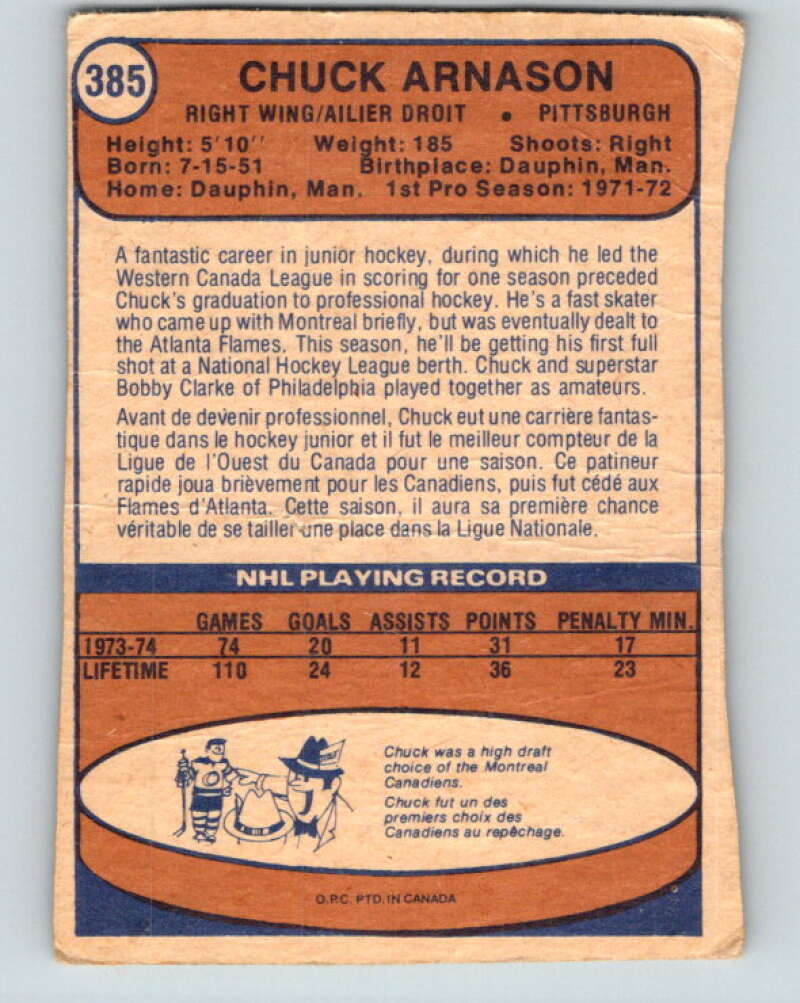 385
CHUCK ARNASON
RIGHT WING/AILIER DROIT • PITTSBURGH
Height: 5'10'' Weight: 185 Shoots: Right
Born: 7-15-51 Birthplace: Dauphin, Man.
Home: Dauphin, Man. 1st Pro Season: 1971-72
A fantastic career in junior hockey, during which he led the
Western Canada League in scoring for one season preceded
Chuck's graduation to professional hockey. He's a fast skater
who came up with Montreal briefly, but was eventually dealt to
the Atlanta Flames. This season, he'll be getting his first full
shot at a National Hockey League berth. Chuck and superstar
Bobby Clarke of Philadelphia played together as amateurs.
Avant de devenir professionnel, Chuck eut une carrière fantas-
tique dans le hockey junior et il fut le meilleur compteur de la
Ligue de l'Ouest du Canada pour une saison. Ce patineur
rapide joua brièvement pour les Canadiens, puis fut cédé aux
Flames d'Atlanta. Cette saison, il aura sa première chance
véritable de se tailler une place dans la Ligue Nationale.
NHL PLAYING RECORD
GAMES GOALS ASSISTS POINTS PENALTY MIN.
1973-74 74 20 11 31 17
LIFETIME 110 24 12 36 23
Chuck was a high draft
choice of the Montreal
Canadiens.
Chuck fut un des
premiers choix des
Canadiens au repêchage.
O.P.C. PTD. IN CANADA